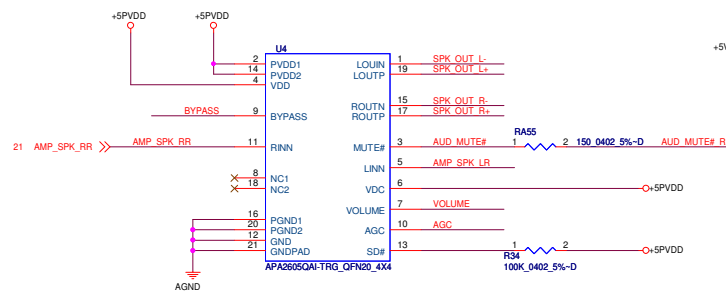 +5PVDD
+5PVDD
+5V
U4
2 PVDD1 LOUIN 1 SPK_OUT_L-
14 PVDD2 LOUTP 19 SPK_OUT_L+
4 VDD
ROUTN 15 SPK_OUT_R-
BYPASS 9 BYPASS ROUTP 17 SPK_OUT_R+
RA55
21 AMP_SPK_RR AMP_SPK_RR 11 RINN MUTE# 3 AUD_MUTE# 1 2 150_0402_5%~D AUD_MUTE#_R
LINN 5 AMP_SPK_LR
8 NC1
18 NC2 VDC 6 +5PVDD
VOLUME 7 VOLUME
16 PGND1
20 PGND2 AGC 10 AGC
12 GND
21 GNDPAD SD# 13 1 2 +5PVDD
R34
APA2605QAI-TRG_QFN20_4X4 100K_0402_5%~D
AGND